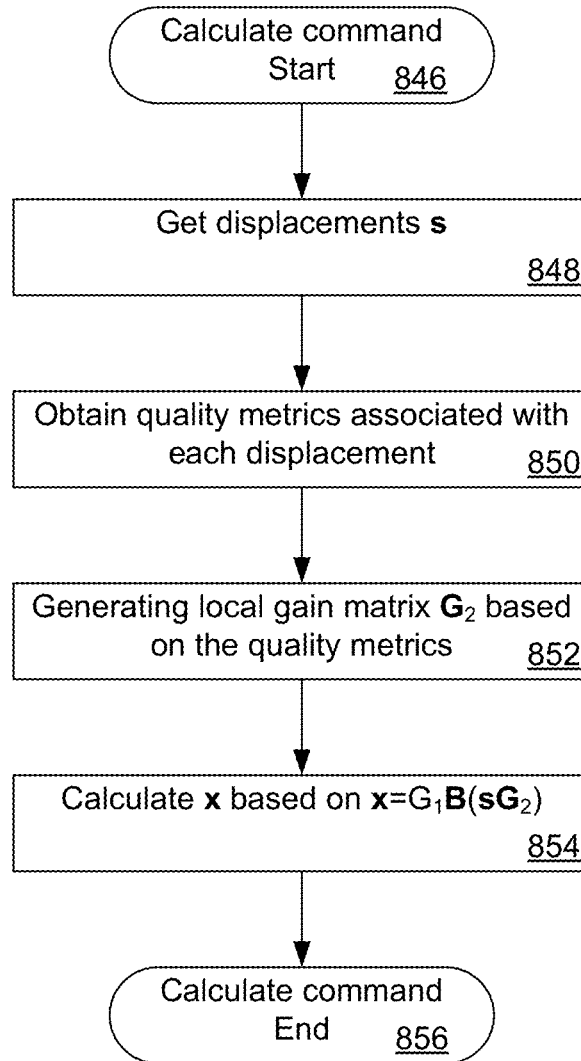 Calculate command
Start 846
Get displacements s
848
Obtain quality metrics associated with
each displacement 850
Generating local gain matrix G₂ based
on the quality metrics 852
Calculate x based on x=G₁B(sG₂)
854
Calculate command
End 856